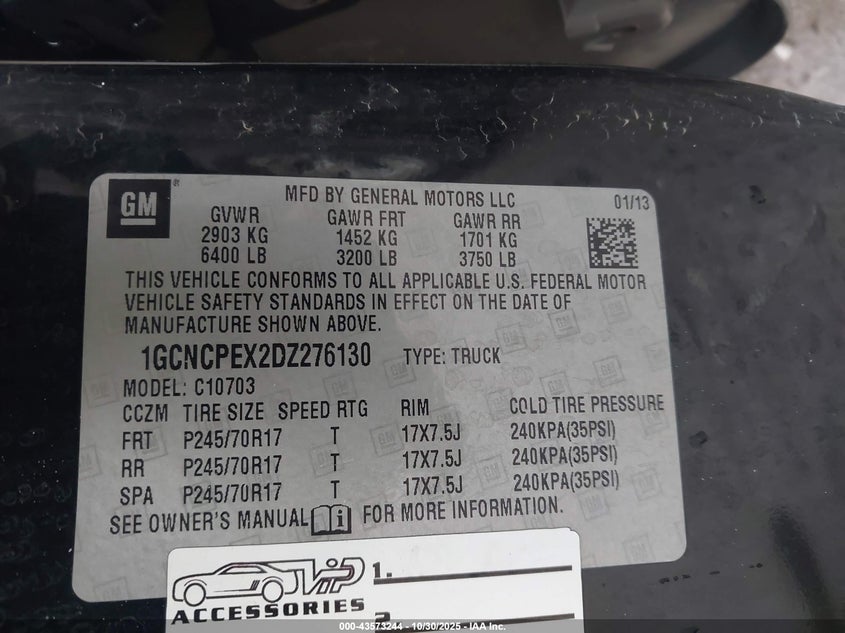 GM ® MFD BY GENERAL MOTORS LLC 01/13
GVWR GAWR FRT GAWR RR
2903 KG 1452 KG 1701 KG
6400 LB 3200 LB 3750 LB
THIS VEHICLE CONFORMS TO ALL APPLICABLE U.S. FEDERAL MOTOR
VEHICLE SAFETY STANDARDS IN EFFECT ON THE DATE OF
MANUFACTURE SHOWN ABOVE.
1GCNCPEX2DZ276130 TYPE: TRUCK
MODEL: C10703
CCZM TIRE SIZE SPEED RTG RIM COLD TIRE PRESSURE
FRT P245/70R17 T 17X7.5J 240KPA(35PSI)
RR P245/70R17 T 17X7.5J 240KPA(35PSI)
SPA P245/70R17 T 17X7.5J 240KPA(35PSI)
SEE OWNER'S MANUAL FOR MORE INFORMATION.
VIP 1.
ACCESSORIES
000-43573244 - 10/30/2025 - IAA Inc.